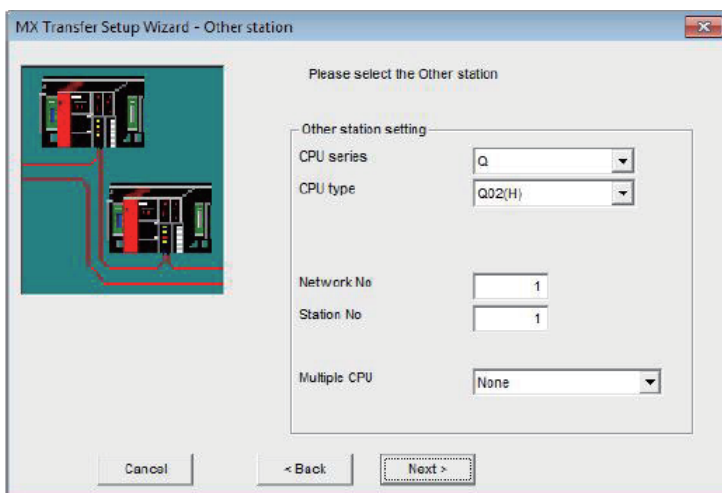 MX Transfer Setup Wizard - Other station
Please select the Other station
Other station setting
CPU series Q
CPU type Q02(H)
Network No 1
Station No 1
Multiple CPU None
Cancel < Back Next >